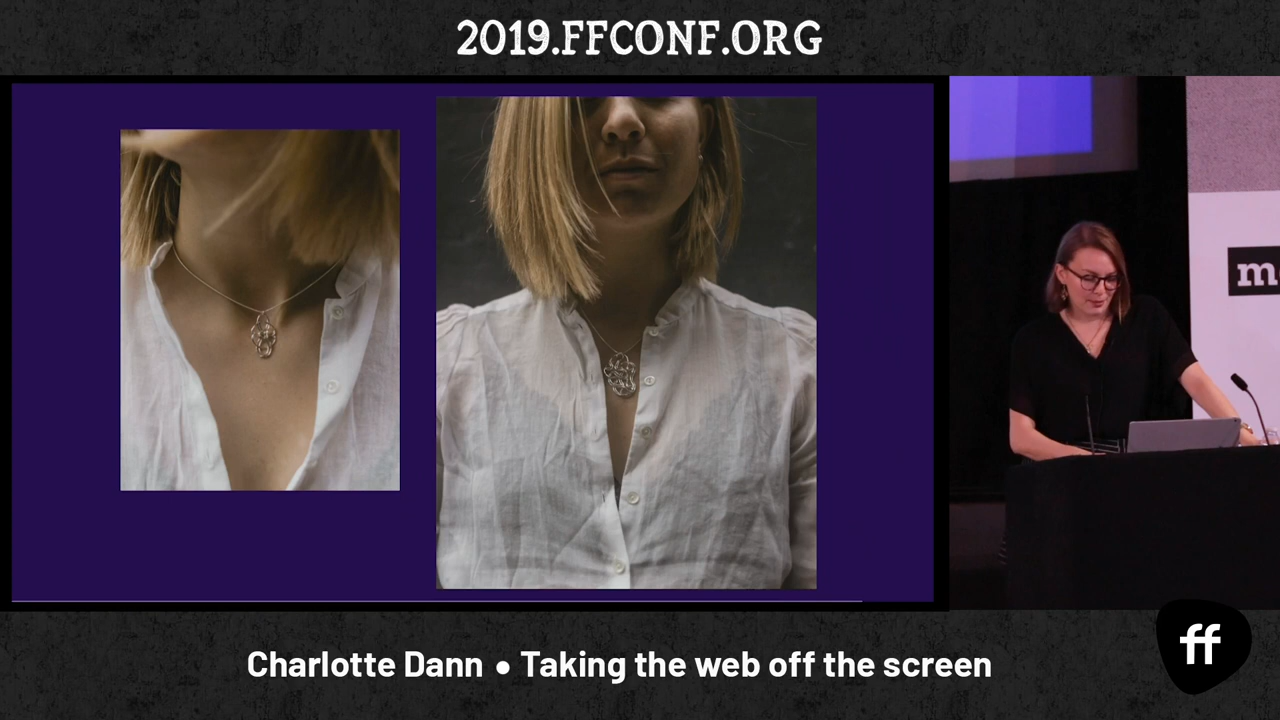 2019.FFCONF.ORG
m
Charlotte Dann • Taking the web off the screen
ff